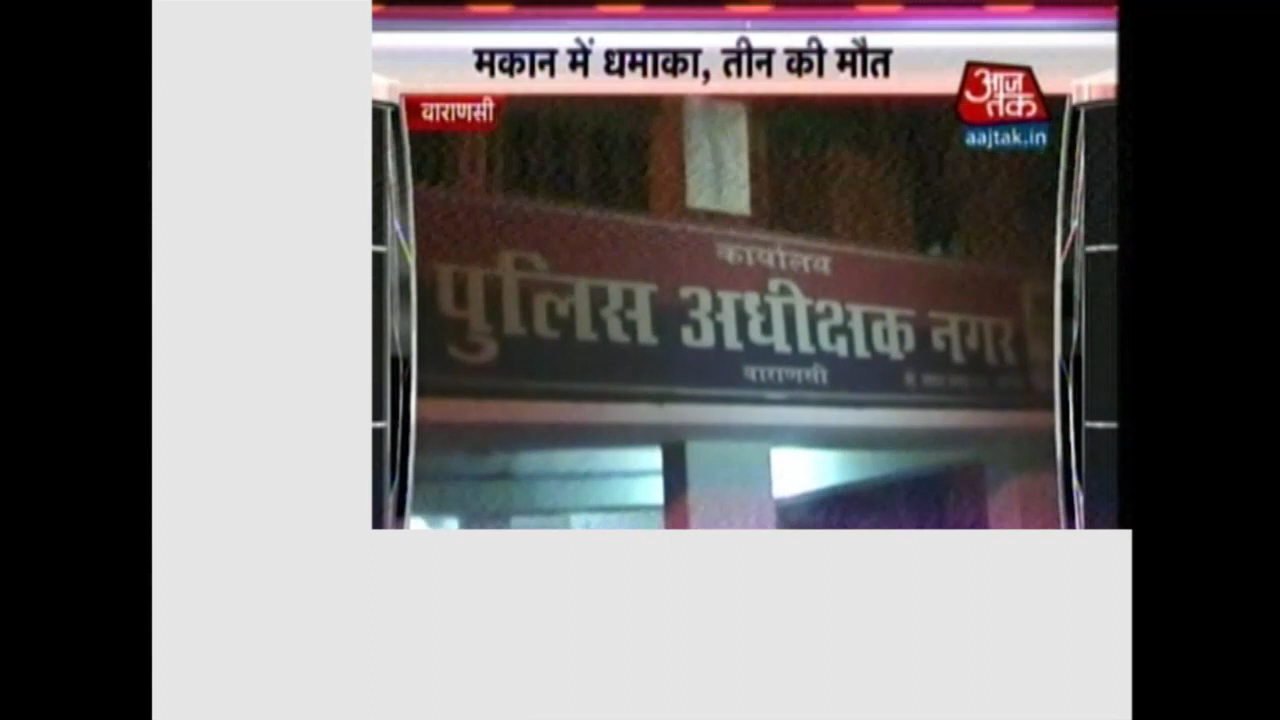 मकान में धमाका, तीन की मौत
आज
तक
aajtak.in
वाराणसी
कार्यालय
पुलिस अधीक्षक नगर
वाराणसी